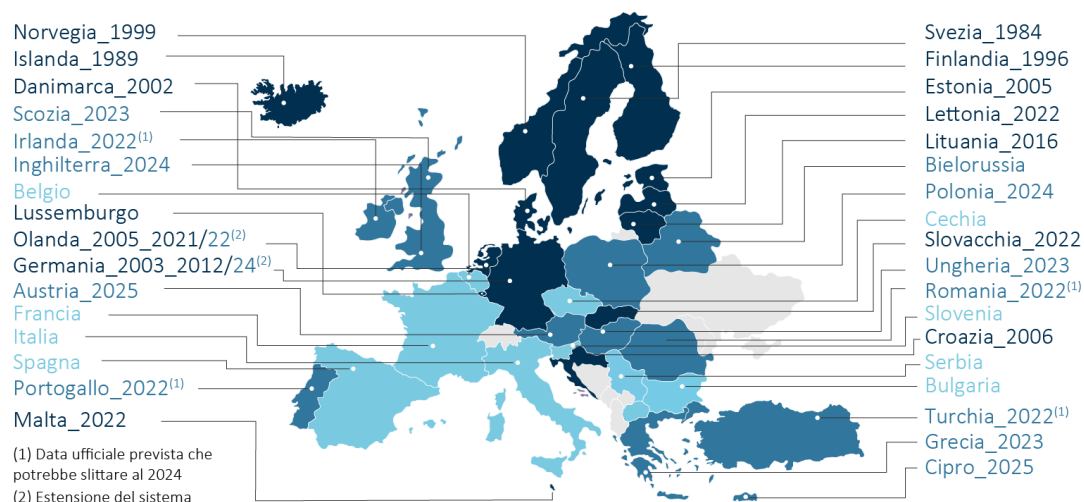 Norvegia_1999
Islanda_1989
Danimarca_2002
Scozia_2023
Irlanda_2022(1)
Inghilterra_2024
Belgio
Lussemburgo
Olanda_2005_2021/22(2)
Germania_2003_2012/24(2)
Austria_2025
Francia
Italia
Spagna
Portogallo_2022(1)
Malta_2022
(1) Data ufficiale prevista che
potrebbe slittare al 2024
(2) Estensione del sistema
Svezia_1984
Finlandia_1996
Estonia_2005
Lettonia_2022
Lituania_2016
Bielorussia
Polonia_2024
Cechia
Slovacchia_2022
Ungheria_2023
Romania_2022(1)
Slovenia
Croazia_2006
Serbia
Bulgaria
Turchia_2022(1)
Grecia_2023
Cipro_2025